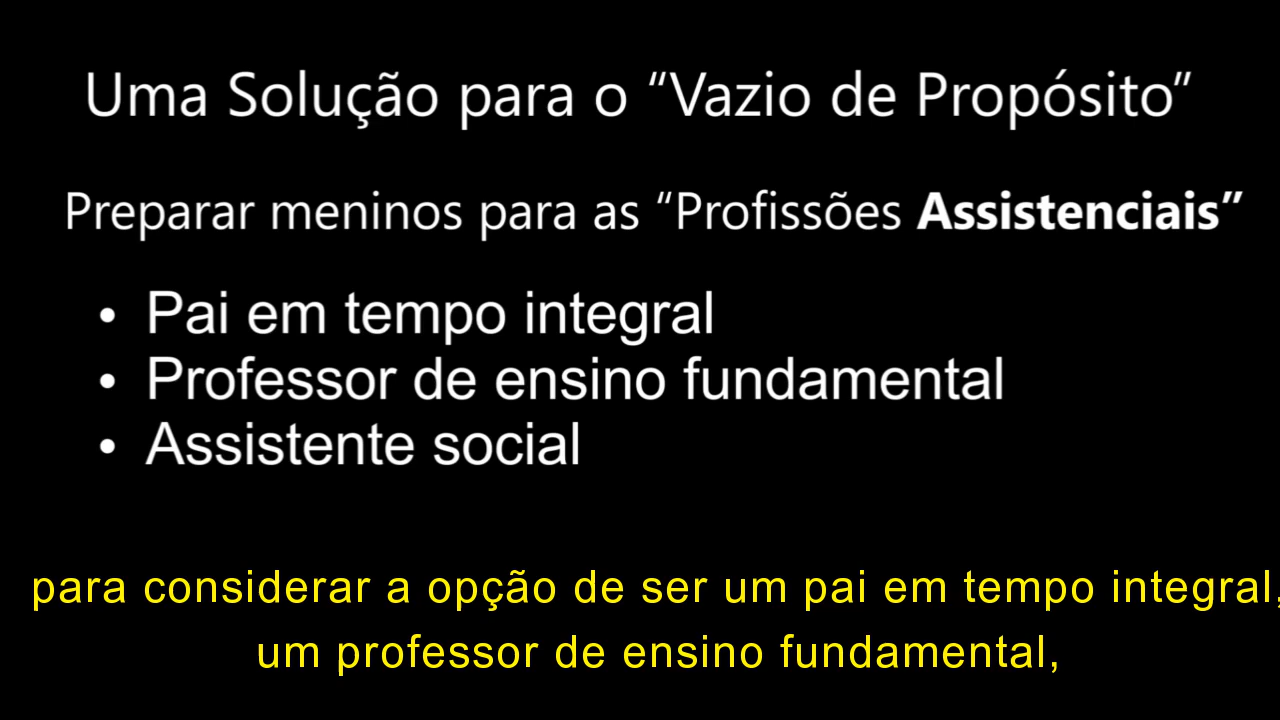 Uma Solução para o “Vazio de Propósito”
Preparar meninos para as “Profissões Assistenciais”
• Pai em tempo integral
• Professor de ensino fundamental
• Assistente social
para considerar a opção de ser um pai em tempo integral,
um professor de ensino fundamental,